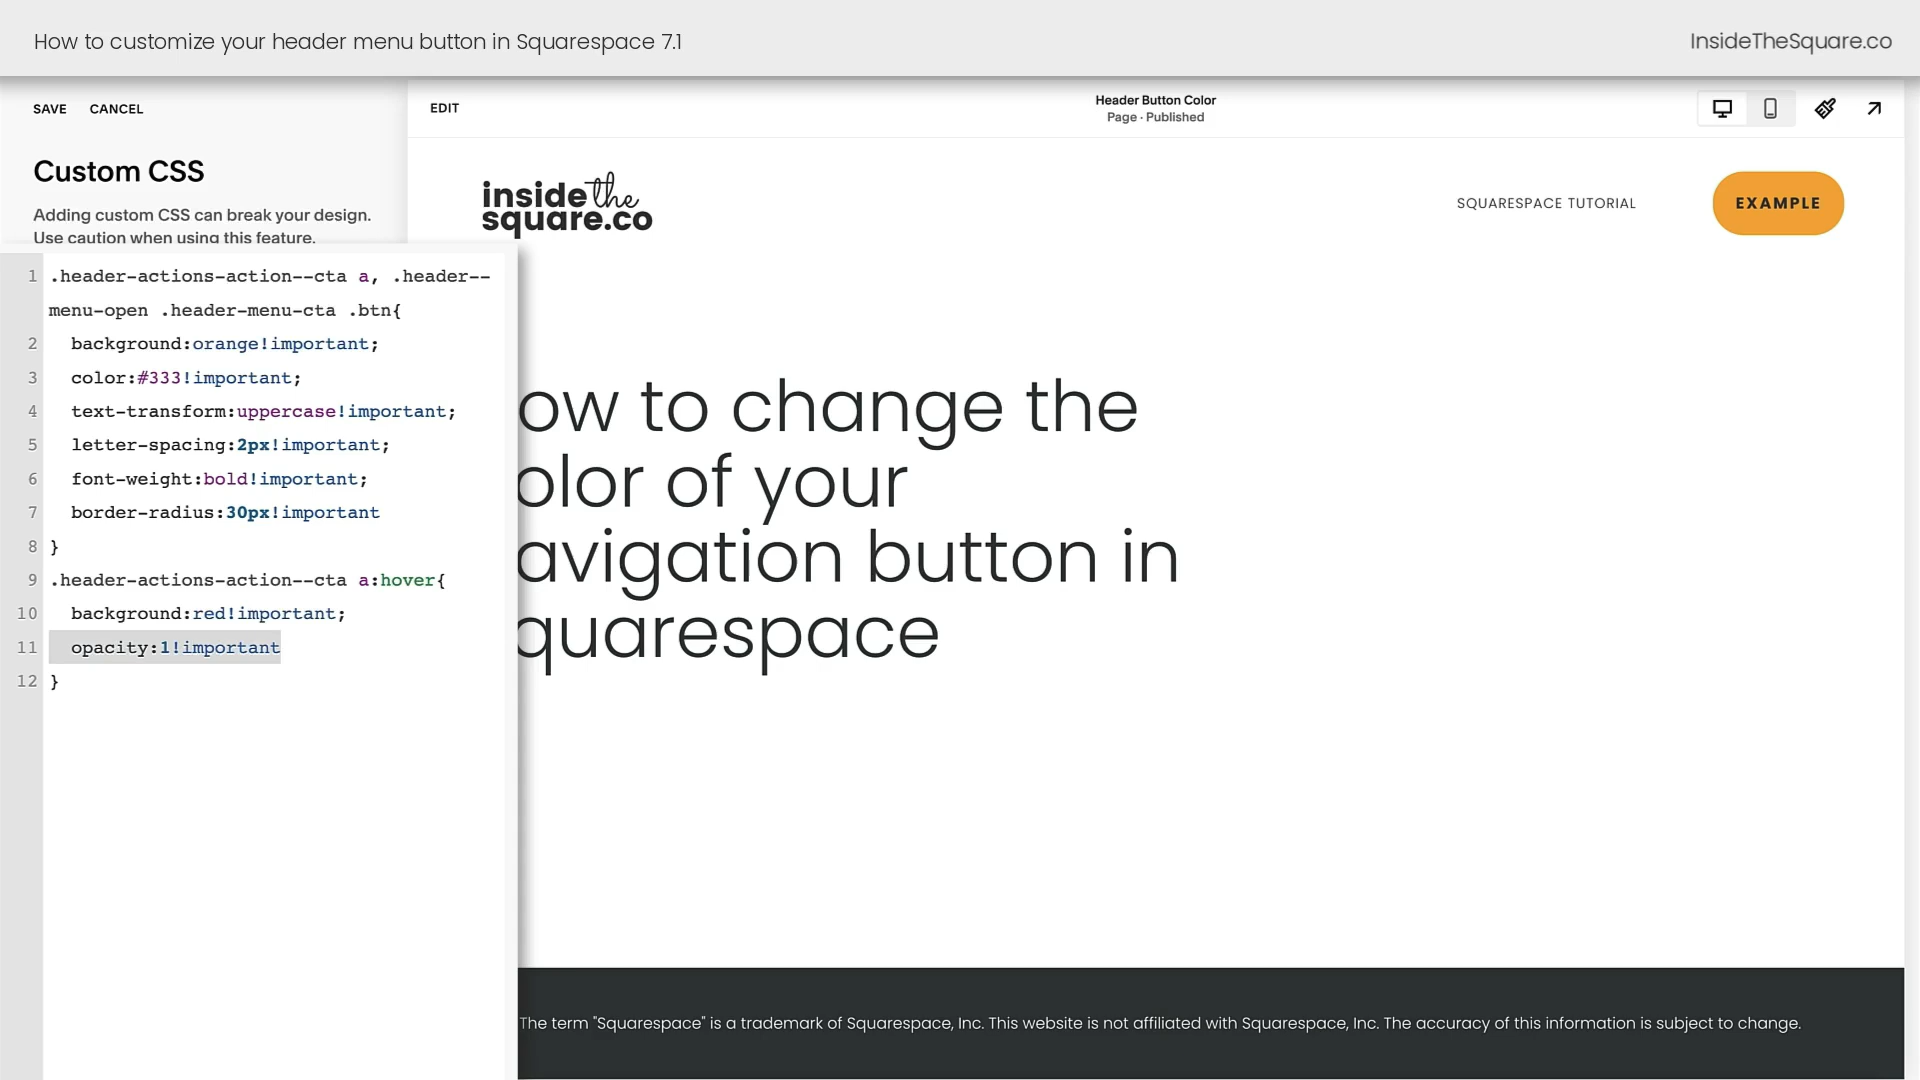 How to customize your header menu button in Squarespace 7.1
InsideTheSquare.co
SAVE CANCEL
EDIT
Header Button Color
Page · Published
Custom CSS
Adding custom CSS can break your design.
Use caution when using this feature.
inside the
square.co
SQUARESPACE TUTORIAL
EXAMPLE
1 .header-actions-action--cta a, .header--
menu-open .header-menu-cta .btn{
2 background:orange!important;
3 color:#333!important;
4 text-transform:uppercase!important;
5 letter-spacing:2px!important;
6 font-weight:bold!important;
7 border-radius:30px!important
8 }
9 .header-actions-action--cta a:hover{
10 background:red!important;
11 opacity:1!important
12 }
ow to change the
olor of your
avigation button in
quarespace
The term "Squarespace" is a trademark of Squarespace, Inc. This website is not affiliated with Squarespace, Inc. The accuracy of this information is subject to change.